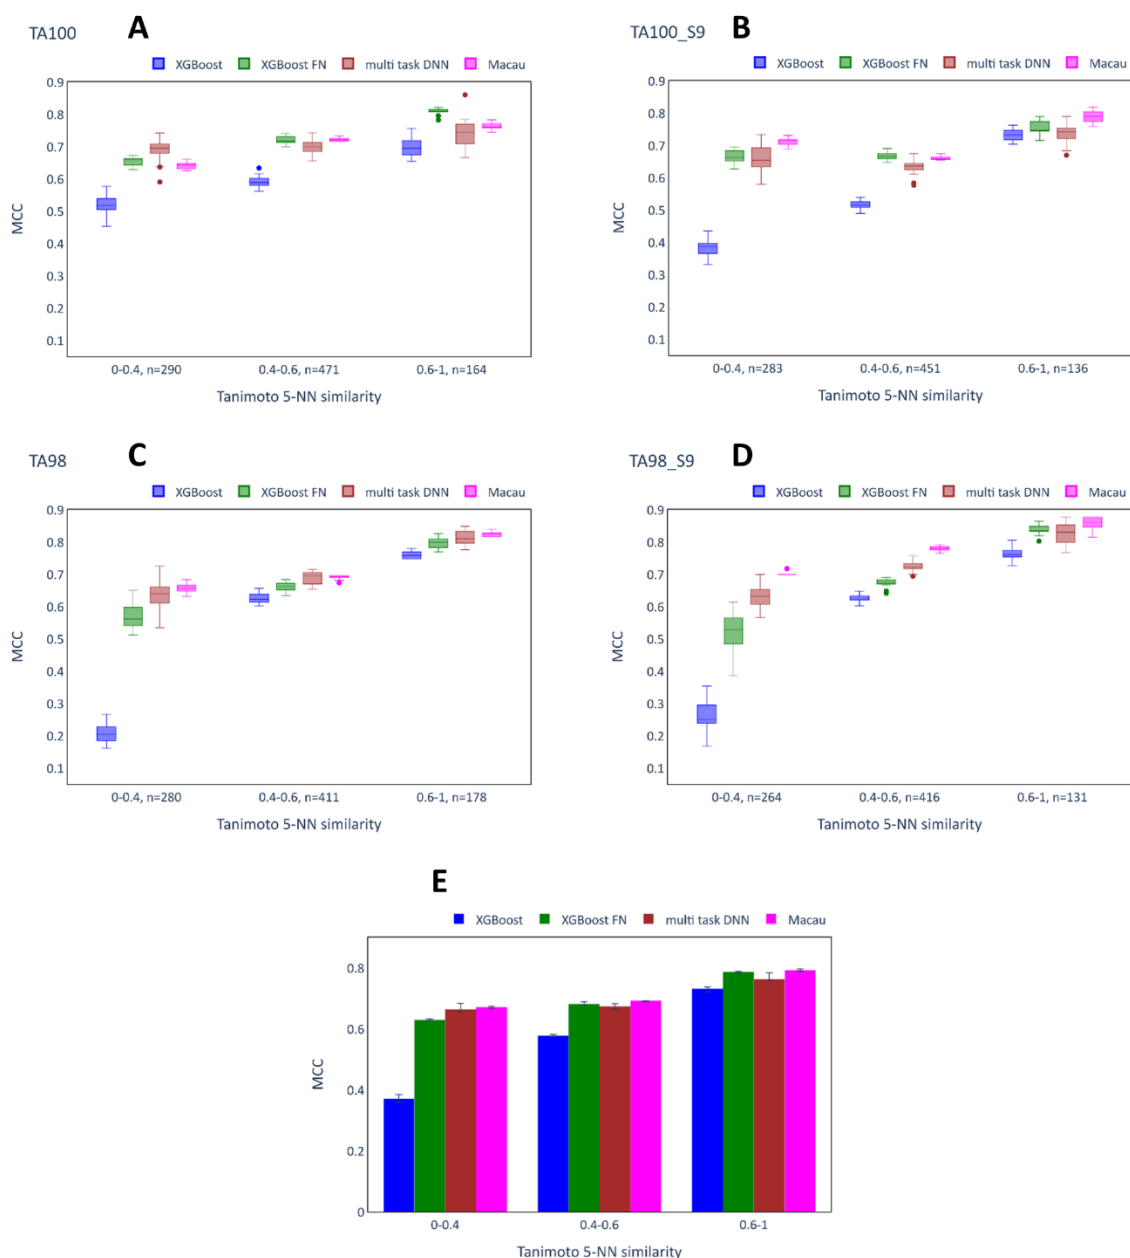 TA100
A
XGBoost XGBoost FN multi task DNN Macau
0.9
0.8
0.7
0.6
0.5
0.4
0.3
0.2
0.1
MCC
0-0.4, n=290 0.4-0.6, n=471 0.6-1, n=164
Tanimoto 5-NN similarity
TA100_S9
B
XGBoost XGBoost FN multi task DNN Macau
0.9
0.8
0.7
0.6
0.5
0.4
0.3
0.2
0.1
MCC
0-0.4, n=283 0.4-0.6, n=451 0.6-1, n=136
Tanimoto 5-NN similarity
TA98
C
XGBoost XGBoost FN multi task DNN Macau
0.9
0.8
0.7
0.6
0.5
0.4
0.3
0.2
0.1
MCC
0-0.4, n=280 0.4-0.6, n=411 0.6-1, n=178
Tanimoto 5-NN similarity
TA98_S9
D
XGBoost XGBoost FN multi task DNN Macau
0.9
0.8
0.7
0.6
0.5
0.4
0.3
0.2
0.1
MCC
0-0.4, n=264 0.4-0.6, n=416 0.6-1, n=131
Tanimoto 5-NN similarity
E
XGBoost XGBoost FN multi task DNN Macau
0.8
0.6
0.4
0.2
0
MCC
0-0.4 0.4-0.6 0.6-1
Tanimoto 5-NN similarity